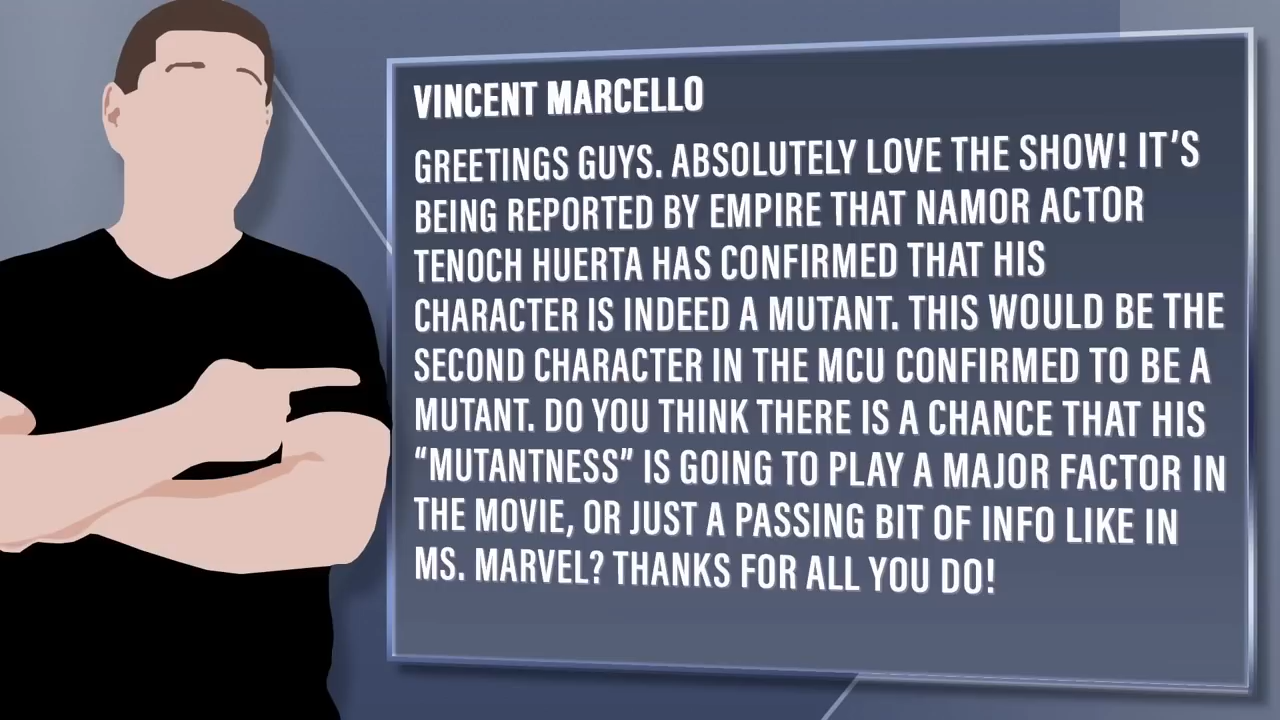 VINCENT MARCELLO
GREETINGS GUYS. ABSOLUTELY LOVE THE SHOW! IT'S
BEING REPORTED BY EMPIRE THAT NAMOR ACTOR
TENOCH HUERTA HAS CONFIRMED THAT HIS
CHARACTER IS INDEED A MUTANT. THIS WOULD BE THE
SECOND CHARACTER IN THE MCU CONFIRMED TO BE A
MUTANT. DO YOU THINK THERE IS A CHANCE THAT HIS
“MUTANTNESS” IS GOING TO PLAY A MAJOR FACTOR IN
THE MOVIE, OR JUST A PASSING BIT OF INFO LIKE IN
MS. MARVEL? THANKS FOR ALL YOU DO!